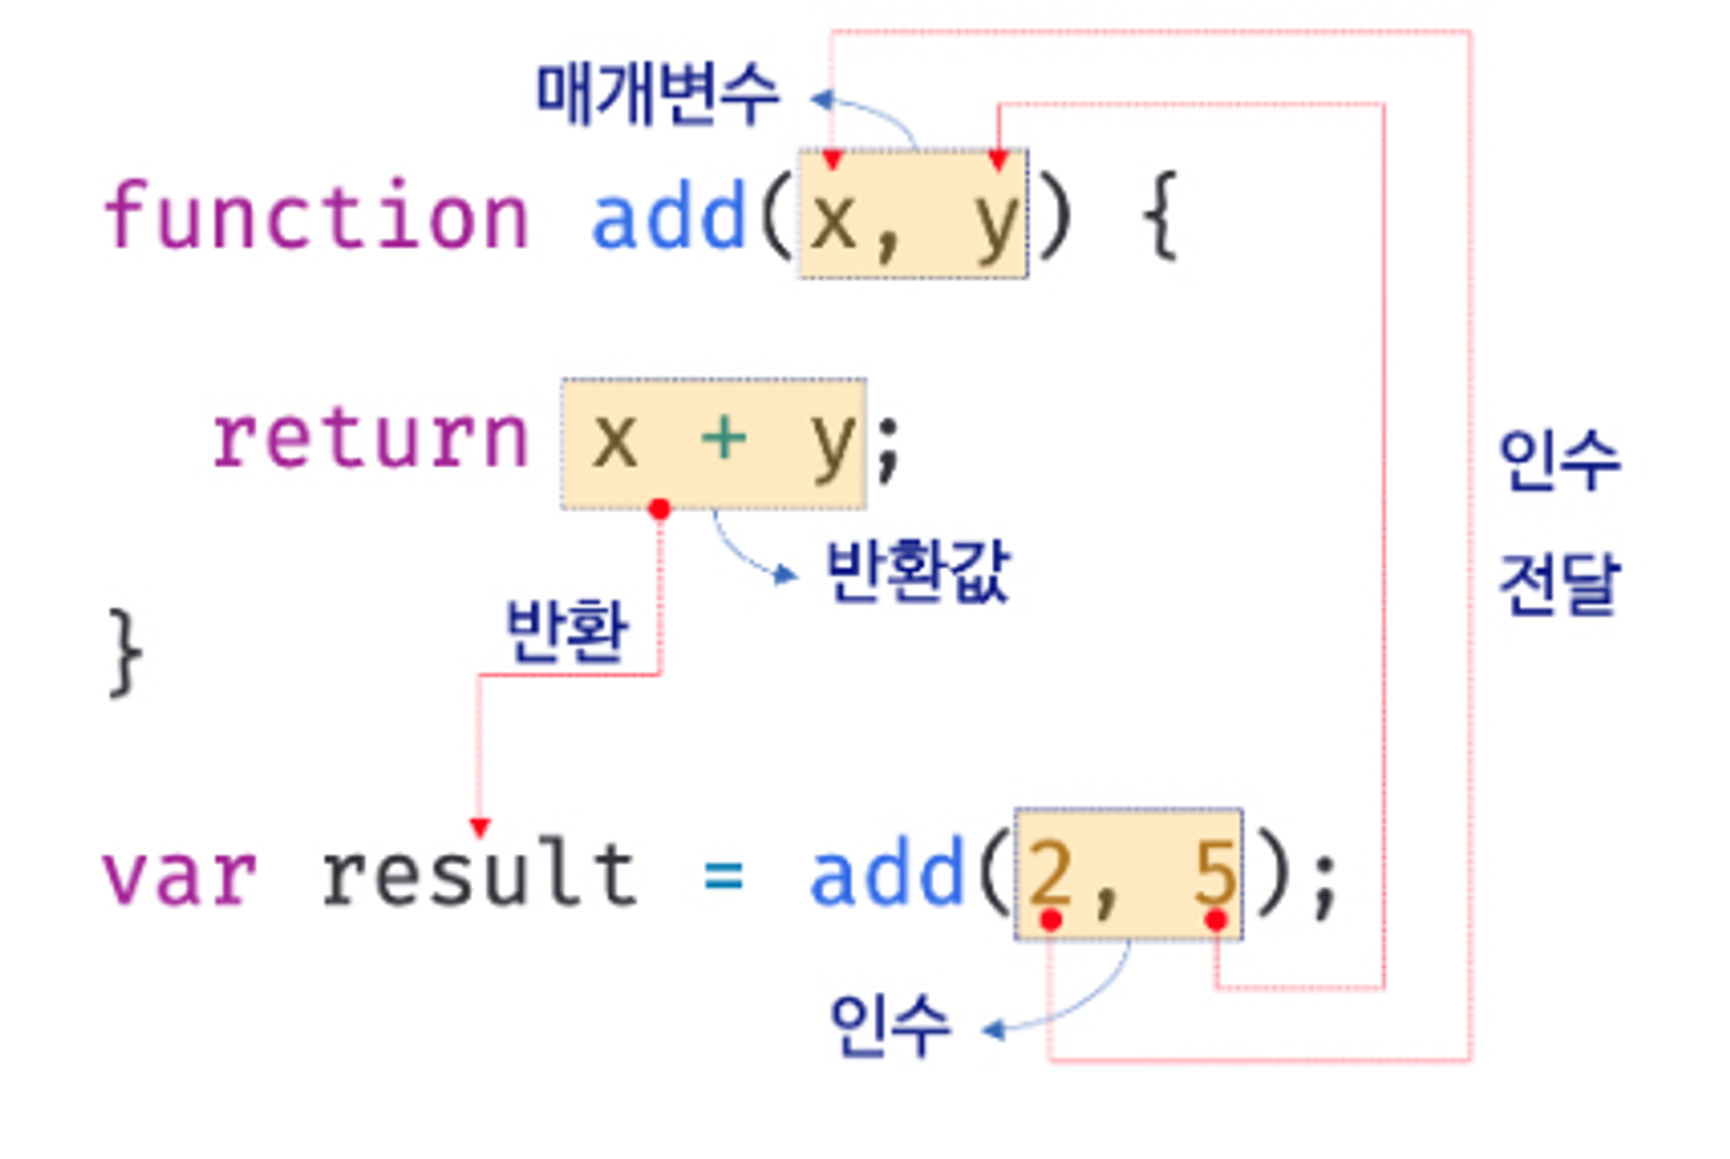 매개변수
function add(x, y) {
return x + y;
반환값
반환
}
인수
전달
var result = add(2, 5);
인수